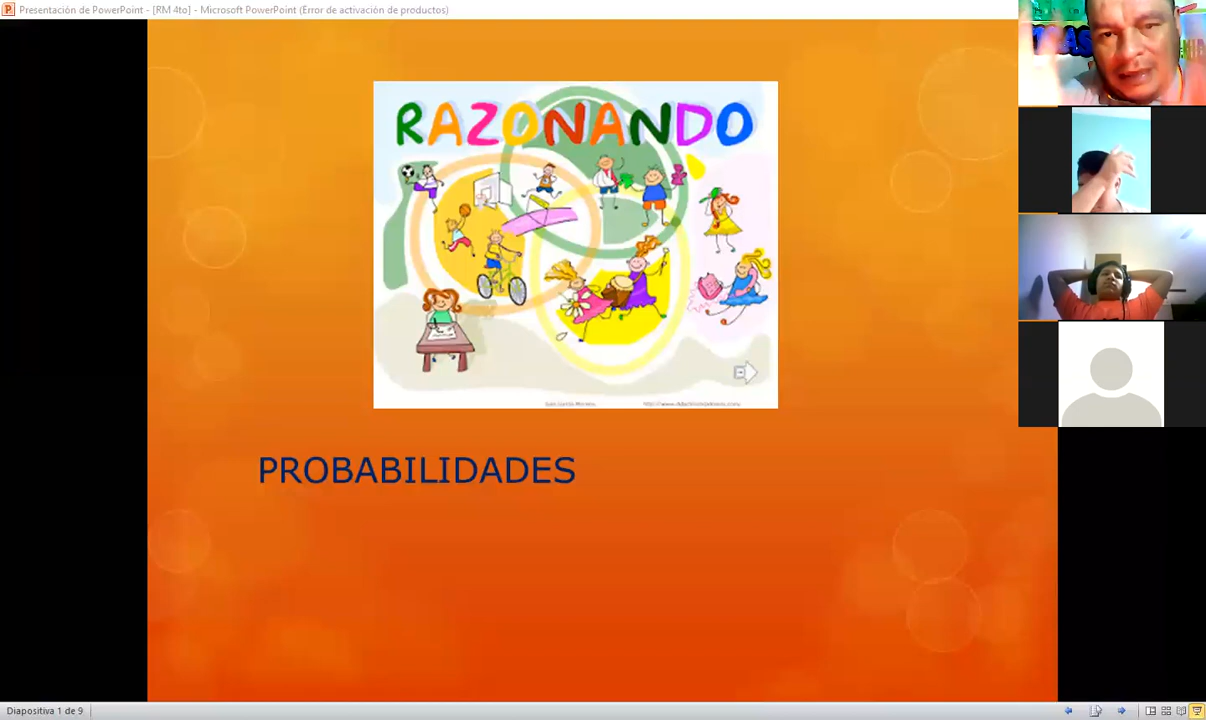 Presentación de PowerPoint - [RM 4to] - Microsoft PowerPoint (Error de activación de productos)
RAZONANDO
PROBABILIDADES
Diapositiva 1 de 9